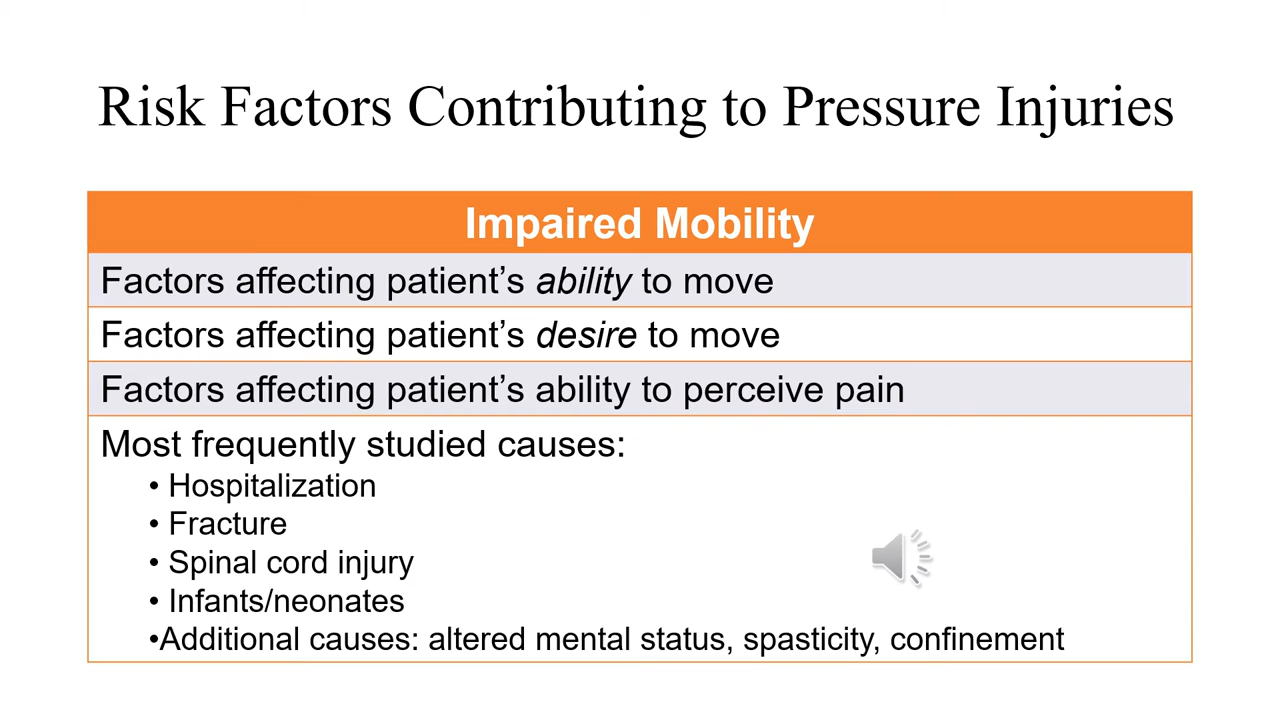 Risk Factors Contributing to Pressure Injuries
Impaired Mobility
Factors affecting patient’s ability to move
Factors affecting patient’s desire to move
Factors affecting patient’s ability to perceive pain
Most frequently studied causes:
• Hospitalization
• Fracture
• Spinal cord injury
• Infants/neonates
•Additional causes: altered mental status, spasticity, confinement